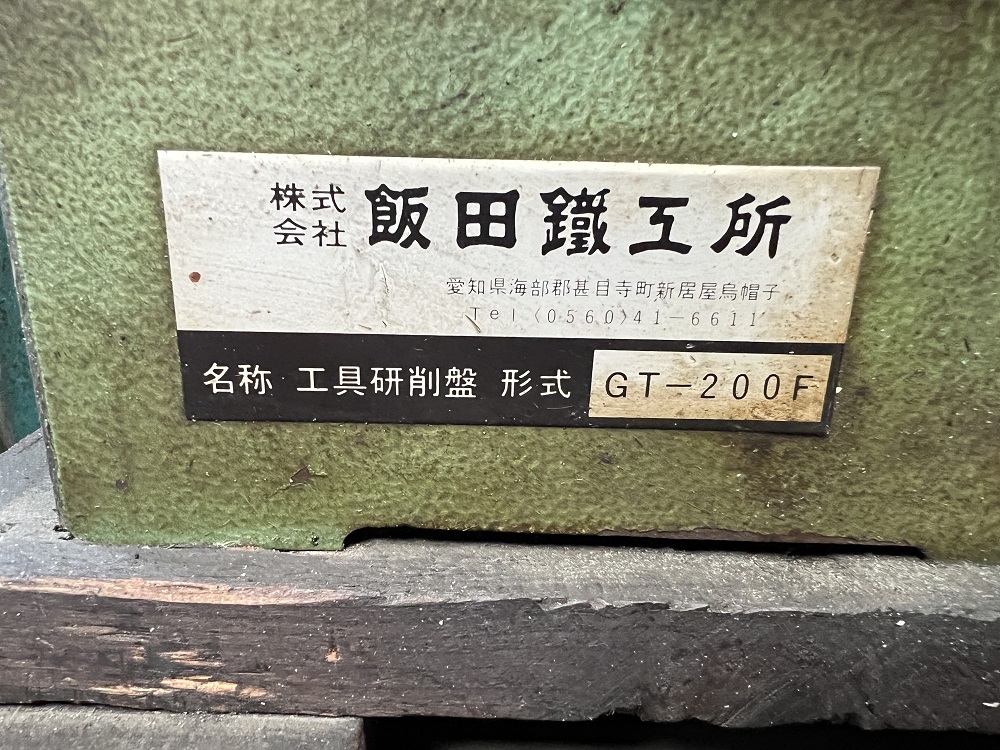 株式会社 飯田鐵工所
愛知県海部郡甚目寺町新居屋烏帽子
Tel〈0560〉41-6611
名称 工具研削盤 形式 GT-200F